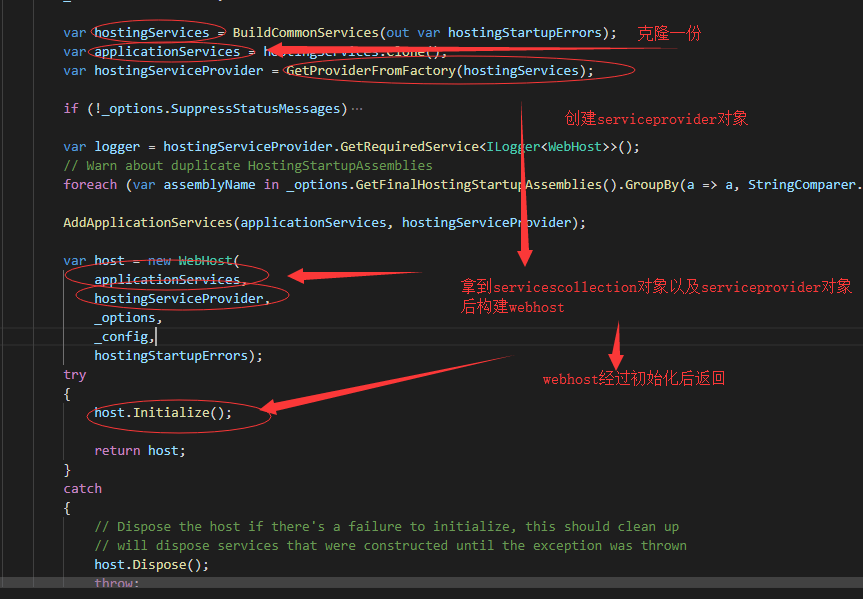 var hostingServices = BuildCommonServices(out var hostingStartupErrors); 克隆一份
var applicationServices = hostingServices.Clone();
var hostingServiceProvider = GetProviderFromFactory(hostingServices);
if (!_options.SuppressStatusMessages)...
创建serviceprovider对象
var logger = hostingServiceProvider.GetRequiredService<ILogger<WebHost>>();
// Warn about duplicate HostingStartupAssemblies
foreach (var assemblyName in _options.GetFinalHostingStartupAssemblies().GroupBy(a => a, StringComparer.
AddApplicationServices(applicationServices, hostingServiceProvider);
var host = new WebHost(
applicationServices,
拿到servicescollection对象以及serviceprovider对象
hostingServiceProvider,
后构建webhost
_options,
_config,
hostingStartupErrors);
try
webhost经过初始化后返回
{
host.Initialize();
return host;
}
catch
{
// Dispose the host if there's a failure to initialize, this should clean up
// will dispose services that were constructed until the exception was thrown
host.Dispose();
throw;